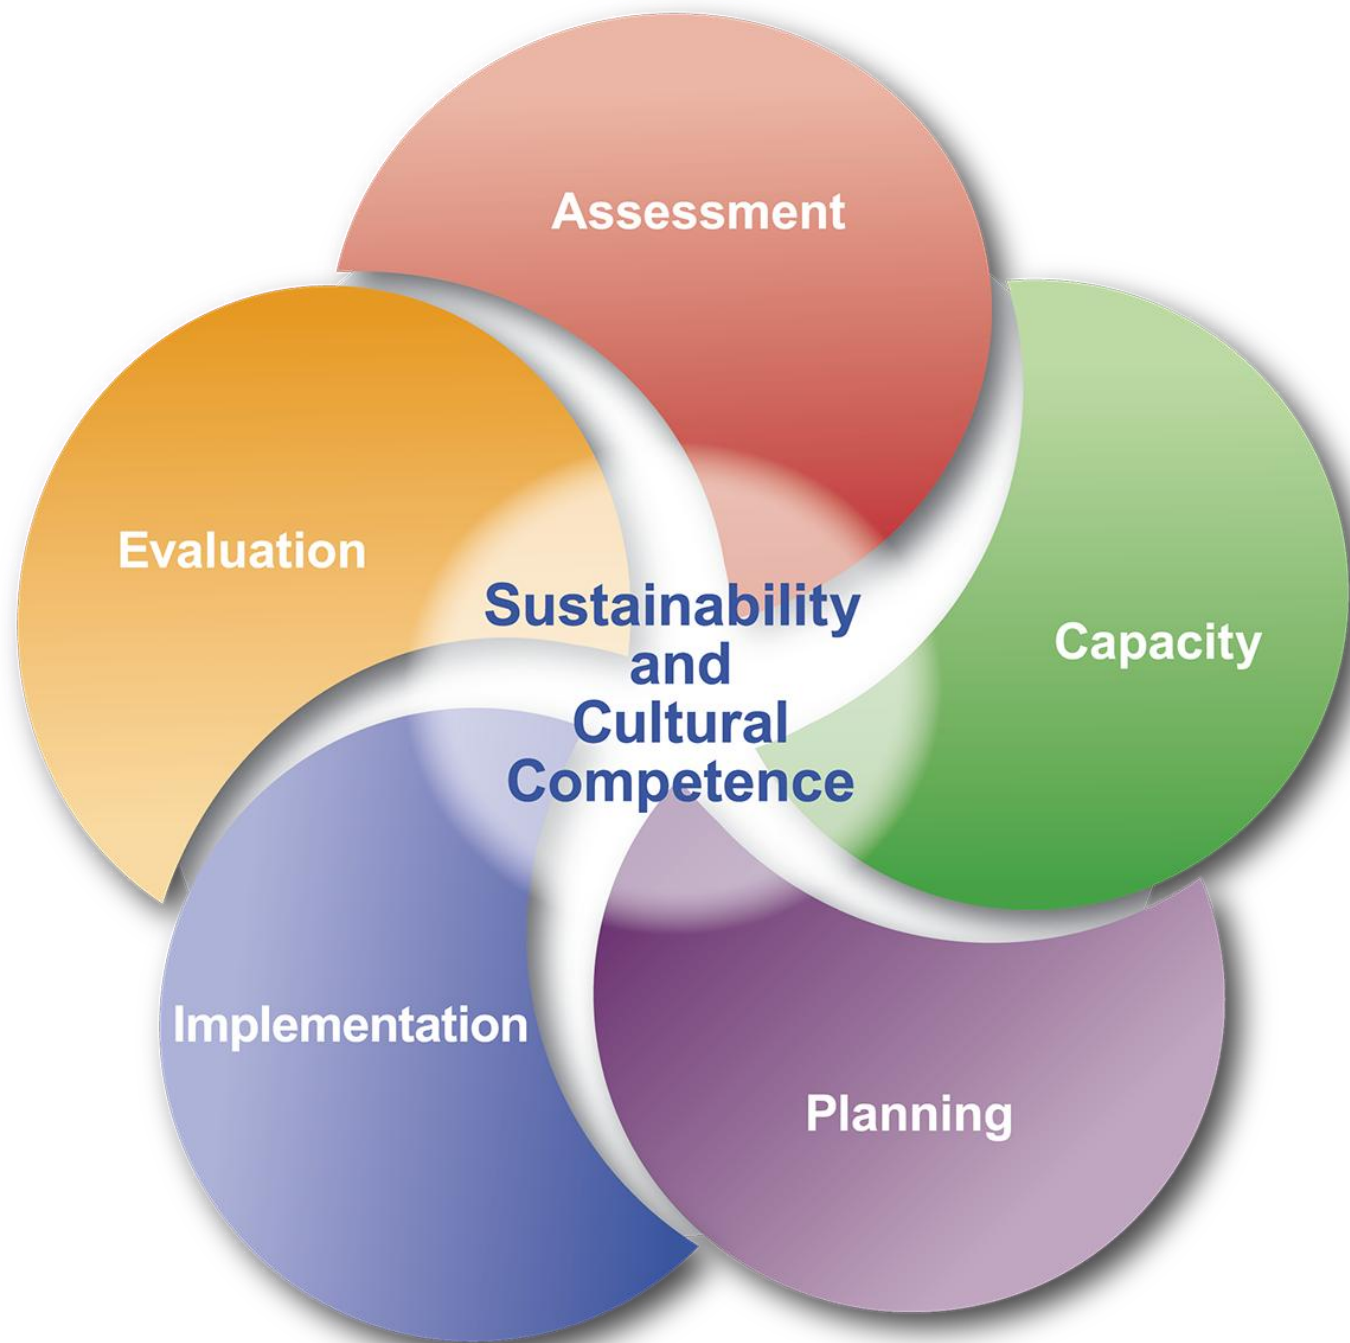 Assessment
Capacity
Planning
Implementation
Evaluation
Sustainability
and
Cultural
Competence